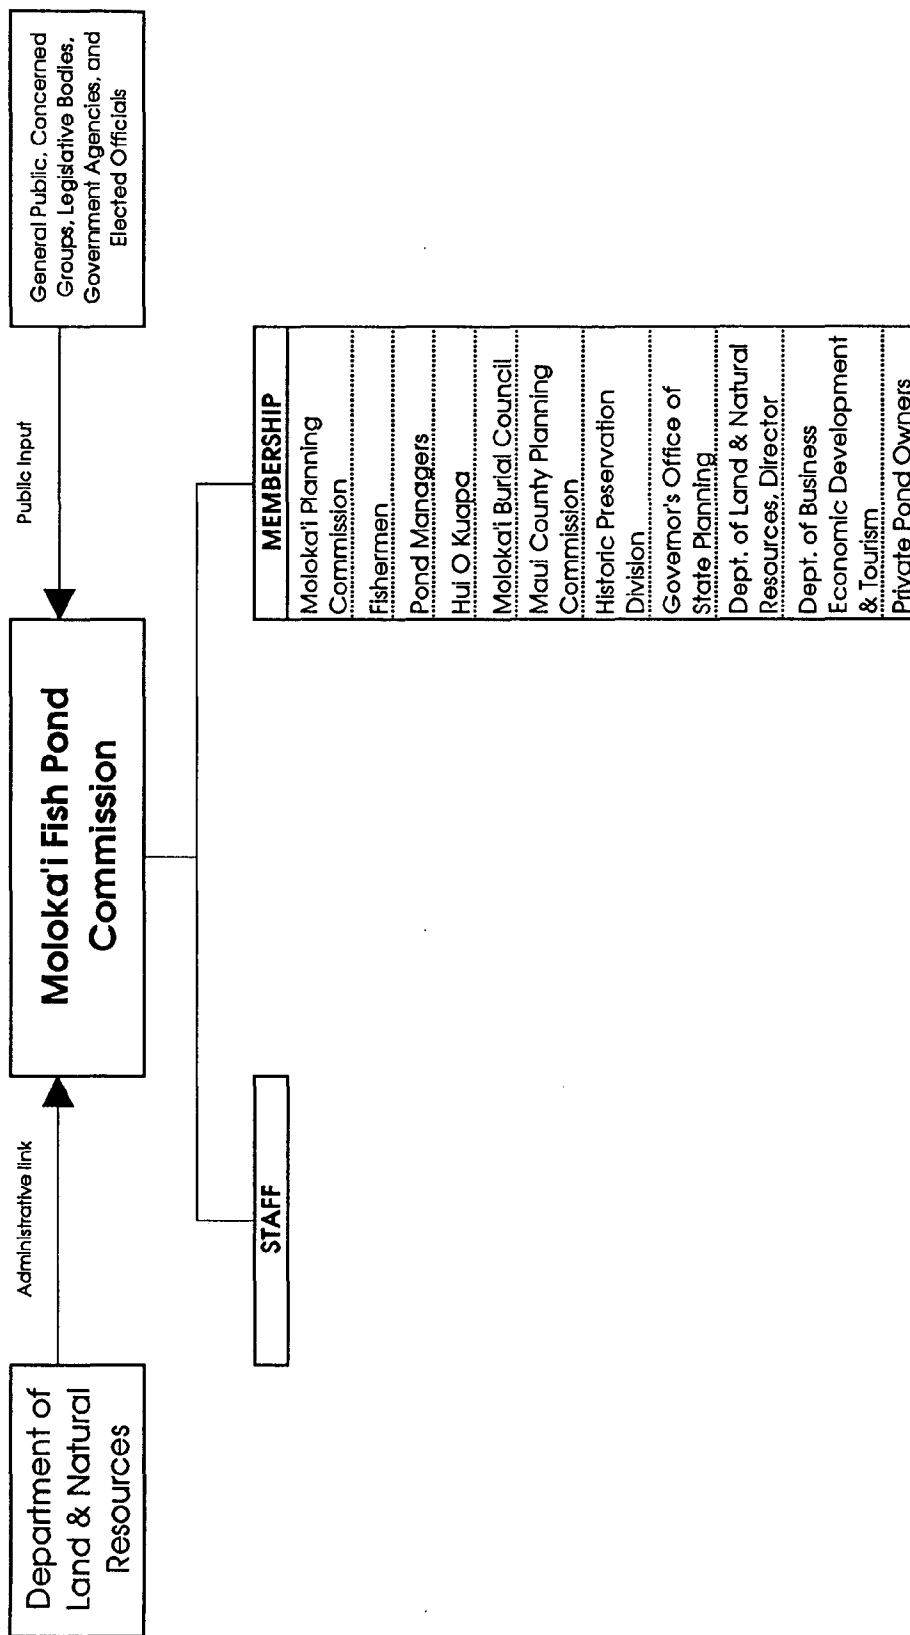 Department of
Land & Natural
Resources
Administrative link
Moloka'i Fish Pond
Commission
Public Input
General Public, Concerned
Groups, Legislative Bodies,
Government Agencies, and
Elected Officials
STAFF
MEMBERSHIP
Moloka'i Planning
Commission
Fishermen
Pond Managers
Hui O Kuapa
Moloka'i Burial Council
Maui County Planning
Commission
Historic Preservation
Division
Governor's Office of
State Planning
Dept. of Land & Natural
Resources, Director
Dept. of Business
Economic Development
& Tourism
Private Pond Owners